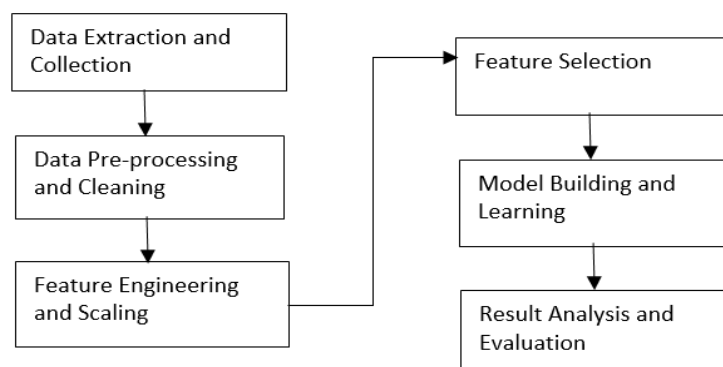 Data Extraction and
Collection
Data Pre-processing
and Cleaning
Feature Engineering
and Scaling
Feature Selection
Model Building and
Learning
Result Analysis and
Evaluation